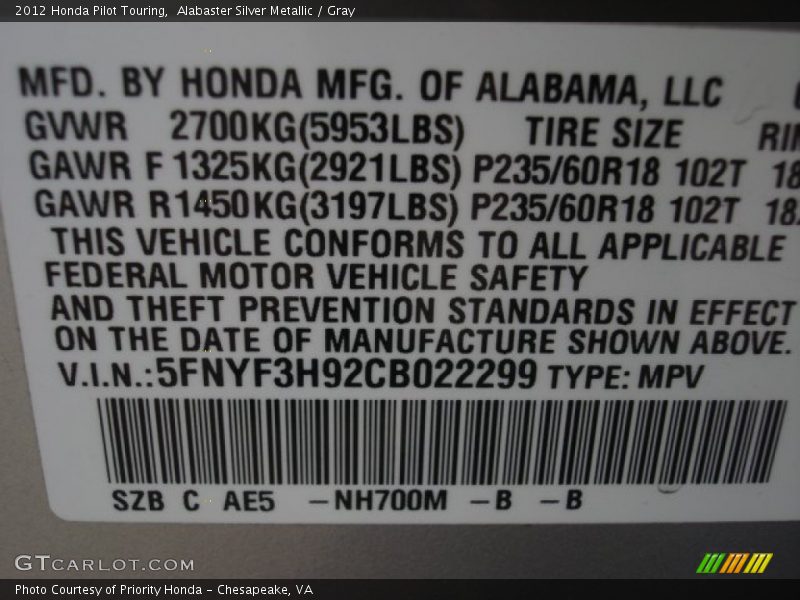 2012 Honda Pilot Touring,  Alabaster Silver Metallic / Gray
MFD. BY HONDA MFG. OF ALABAMA, LLC
GVWR 2700KG(5953LBS) TIRE SIZE
GAWR F 1325KG(2921LBS) P235/60R18 102T
GAWR R 1450KG(3197LBS) P235/60R18 102T
THIS VEHICLE CONFORMS TO ALL APPLICABLE
FEDERAL MOTOR VEHICLE SAFETY
AND THEFT PREVENTION STANDARDS IN EFFECT
ON THE DATE OF MANUFACTURE SHOWN ABOVE.
V.I.N.:5FNYF3H92CB022299 TYPE: MPV
SZB C AE5 -NH700M -B -B
GTCARLOT.COM
Photo Courtesy of Priority Honda - Chesapeake, VA